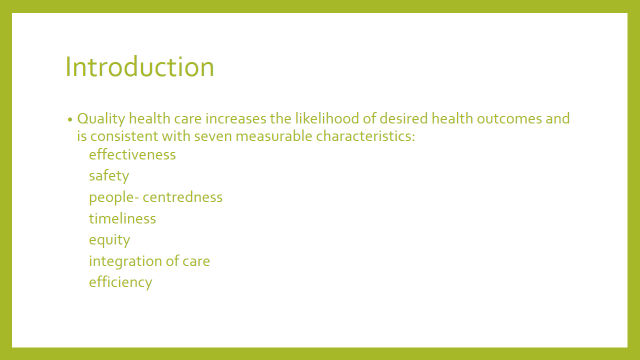 Introduction
• Quality health care increases the likelihood of desired health outcomes and
is consistent with seven measurable characteristics:
effectiveness
safety
people- centredness
timeliness
equity
integration of care
efficiency